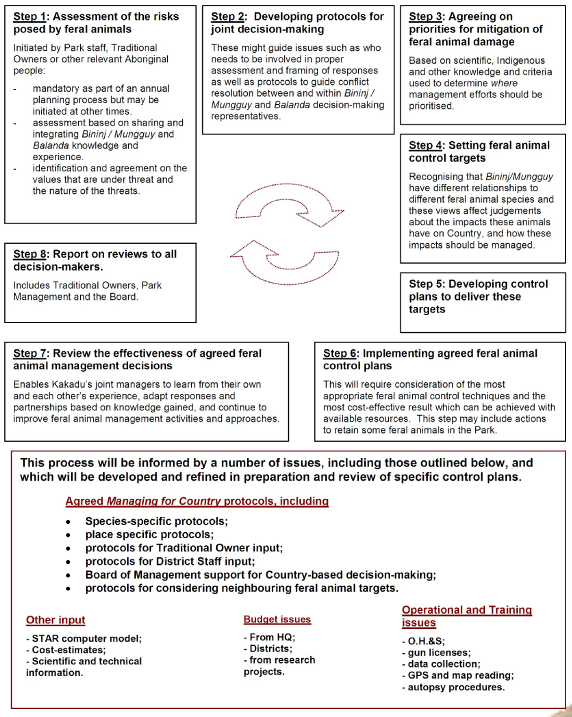 Step 1: Assessment of the risks
posed by feral animals
Initiated by Park staff, Traditional
Owners or other relevant Aboriginal
people:
- mandatory as part of an annual
planning process but may be
initiated at other times.
- assessment based on sharing and
integrating Bininj / Mungguy and
Balanda knowledge and
experience.
- identification and agreement on the
values that are under threat and
the nature of the threats.
Step 2: Developing protocols for
joint decision-making
These might guide issues such as who
needs to be involved in proper
assessment and framing of responses
as well as protocols to guide conflict
resolution between and within Bininj /
Mungguy and Balanda decision-making
representatives.
Step 3: Agreeing on
priorities for mitigation of
feral animal damage
Based on scientific, Indigenous
and other knowledge and criteria
used to determine where
management efforts should be
prioritised.
Step 4: Setting feral animal
control targets
Recognising that Bininj/Mungguy
have different relationships to
different feral animal species and
these views affect judgements
about the impacts these animals
have on Country, and how these
impacts should be managed.
Step 5: Developing control
plans to deliver these
targets
Step 8: Report on reviews to all
decision-makers.
Includes Traditional Owners, Park
Management and the Board.
Step 7: Review the effectiveness of agreed feral
animal management decisions
Enables Kakadu's joint managers to learn from their own
and each other's experience, adapt responses and
partnerships based on knowledge gained, and continue to
improve feral animal management activities and approaches.
Step 6: Implementing agreed feral animal
control plans
This will require consideration of the most
appropriate feral animal control techniques and the
most cost-effective result which can be achieved with
available resources. This step may include actions
to retain some feral animals in the Park.
This process will be informed by a number of issues, including those outlined below, and
which will be developed and refined in preparation and review of specific control plans.
Agreed Managing for Country protocols, including
• Species-specific protocols;
• place specific protocols;
• protocols for Traditional Owner input;
• protocols for District Staff input;
• Board of Management support for Country-based decision-making;
• protocols for considering neighbouring feral animal targets.
Other input
- STAR computer model;
- Cost-estimates;
- Scientific and technical
information.
Budget issues
- From HQ;
- Districts;
- from research
projects.
Operational and Training
issues
- O.H.&S;
- gun licenses;
- data collection;
- GPS and map reading;
- autopsy procedures.